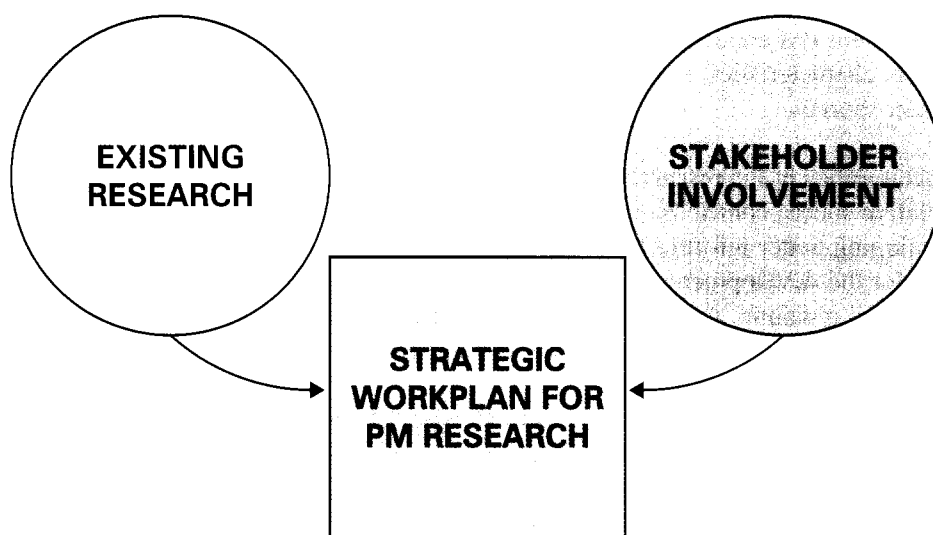 EXISTING
RESEARCH
STAKEHOLDER
INVOLVEMENT
STRATEGIC
WORKPLAN FOR
PM RESEARCH